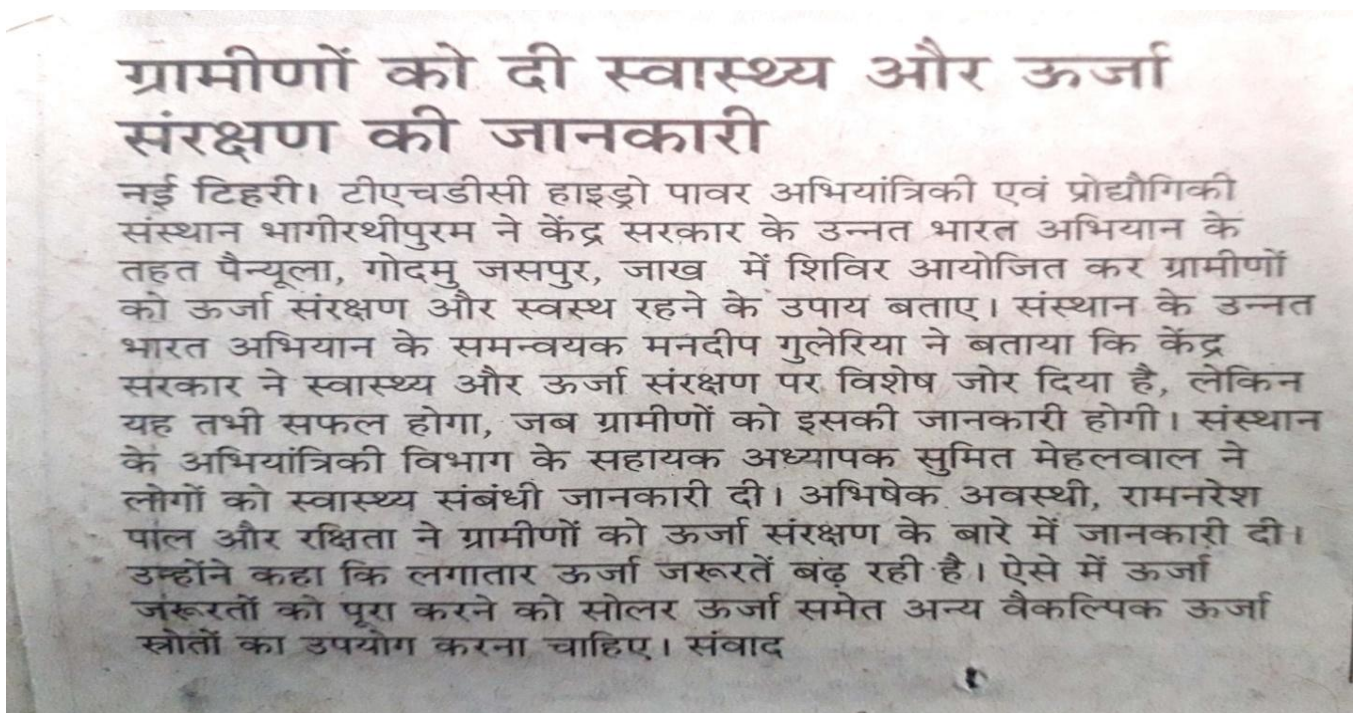 ग्रामीणों को दी स्वास्थ्य और ऊर्जा
संरक्षण की जानकारी
नई टिहरी। टीएचडीसी हाइड्रो पावर अभियांत्रिकी एवं प्रोद्यौगिकी
संस्थान भागीरथीपुरम ने केंद्र सरकार के उन्नत भारत अभियान के
तहत पैन्यूला, गोदमु जसपुर, जाख में शिविर आयोजित कर ग्रामीणों
को ऊर्जा संरक्षण और स्वस्थ रहने के उपाय बताए। संस्थान के उन्नत
भारत अभियान के समन्वयक मनदीप गुलेरिया ने बताया कि केंद्र
सरकार ने स्वास्थ्य और ऊर्जा संरक्षण पर विशेष जोर दिया है, लेकिन
यह तभी सफल होगा, जब ग्रामीणों को इसकी जानकारी होगी। संस्थान
के अभियांत्रिकी विभाग के सहायक अध्यापक सुमित मेहलवाल ने
लोगों को स्वास्थ्य संबंधी जानकारी दी। अभिषेक अवस्थी, रामनरेश
पाल और रक्षिता ने ग्रामीणों को ऊर्जा संरक्षण के बारे में जानकारी दी।
उन्होंने कहा कि लगातार ऊर्जा जरूरतें बढ़ रही है। ऐसे में ऊर्जा
जरूरतों को पूरा करने को सोलर ऊर्जा समेत अन्य वैकल्पिक ऊर्जा
स्रोतों का उपयोग करना चाहिए। संवाद